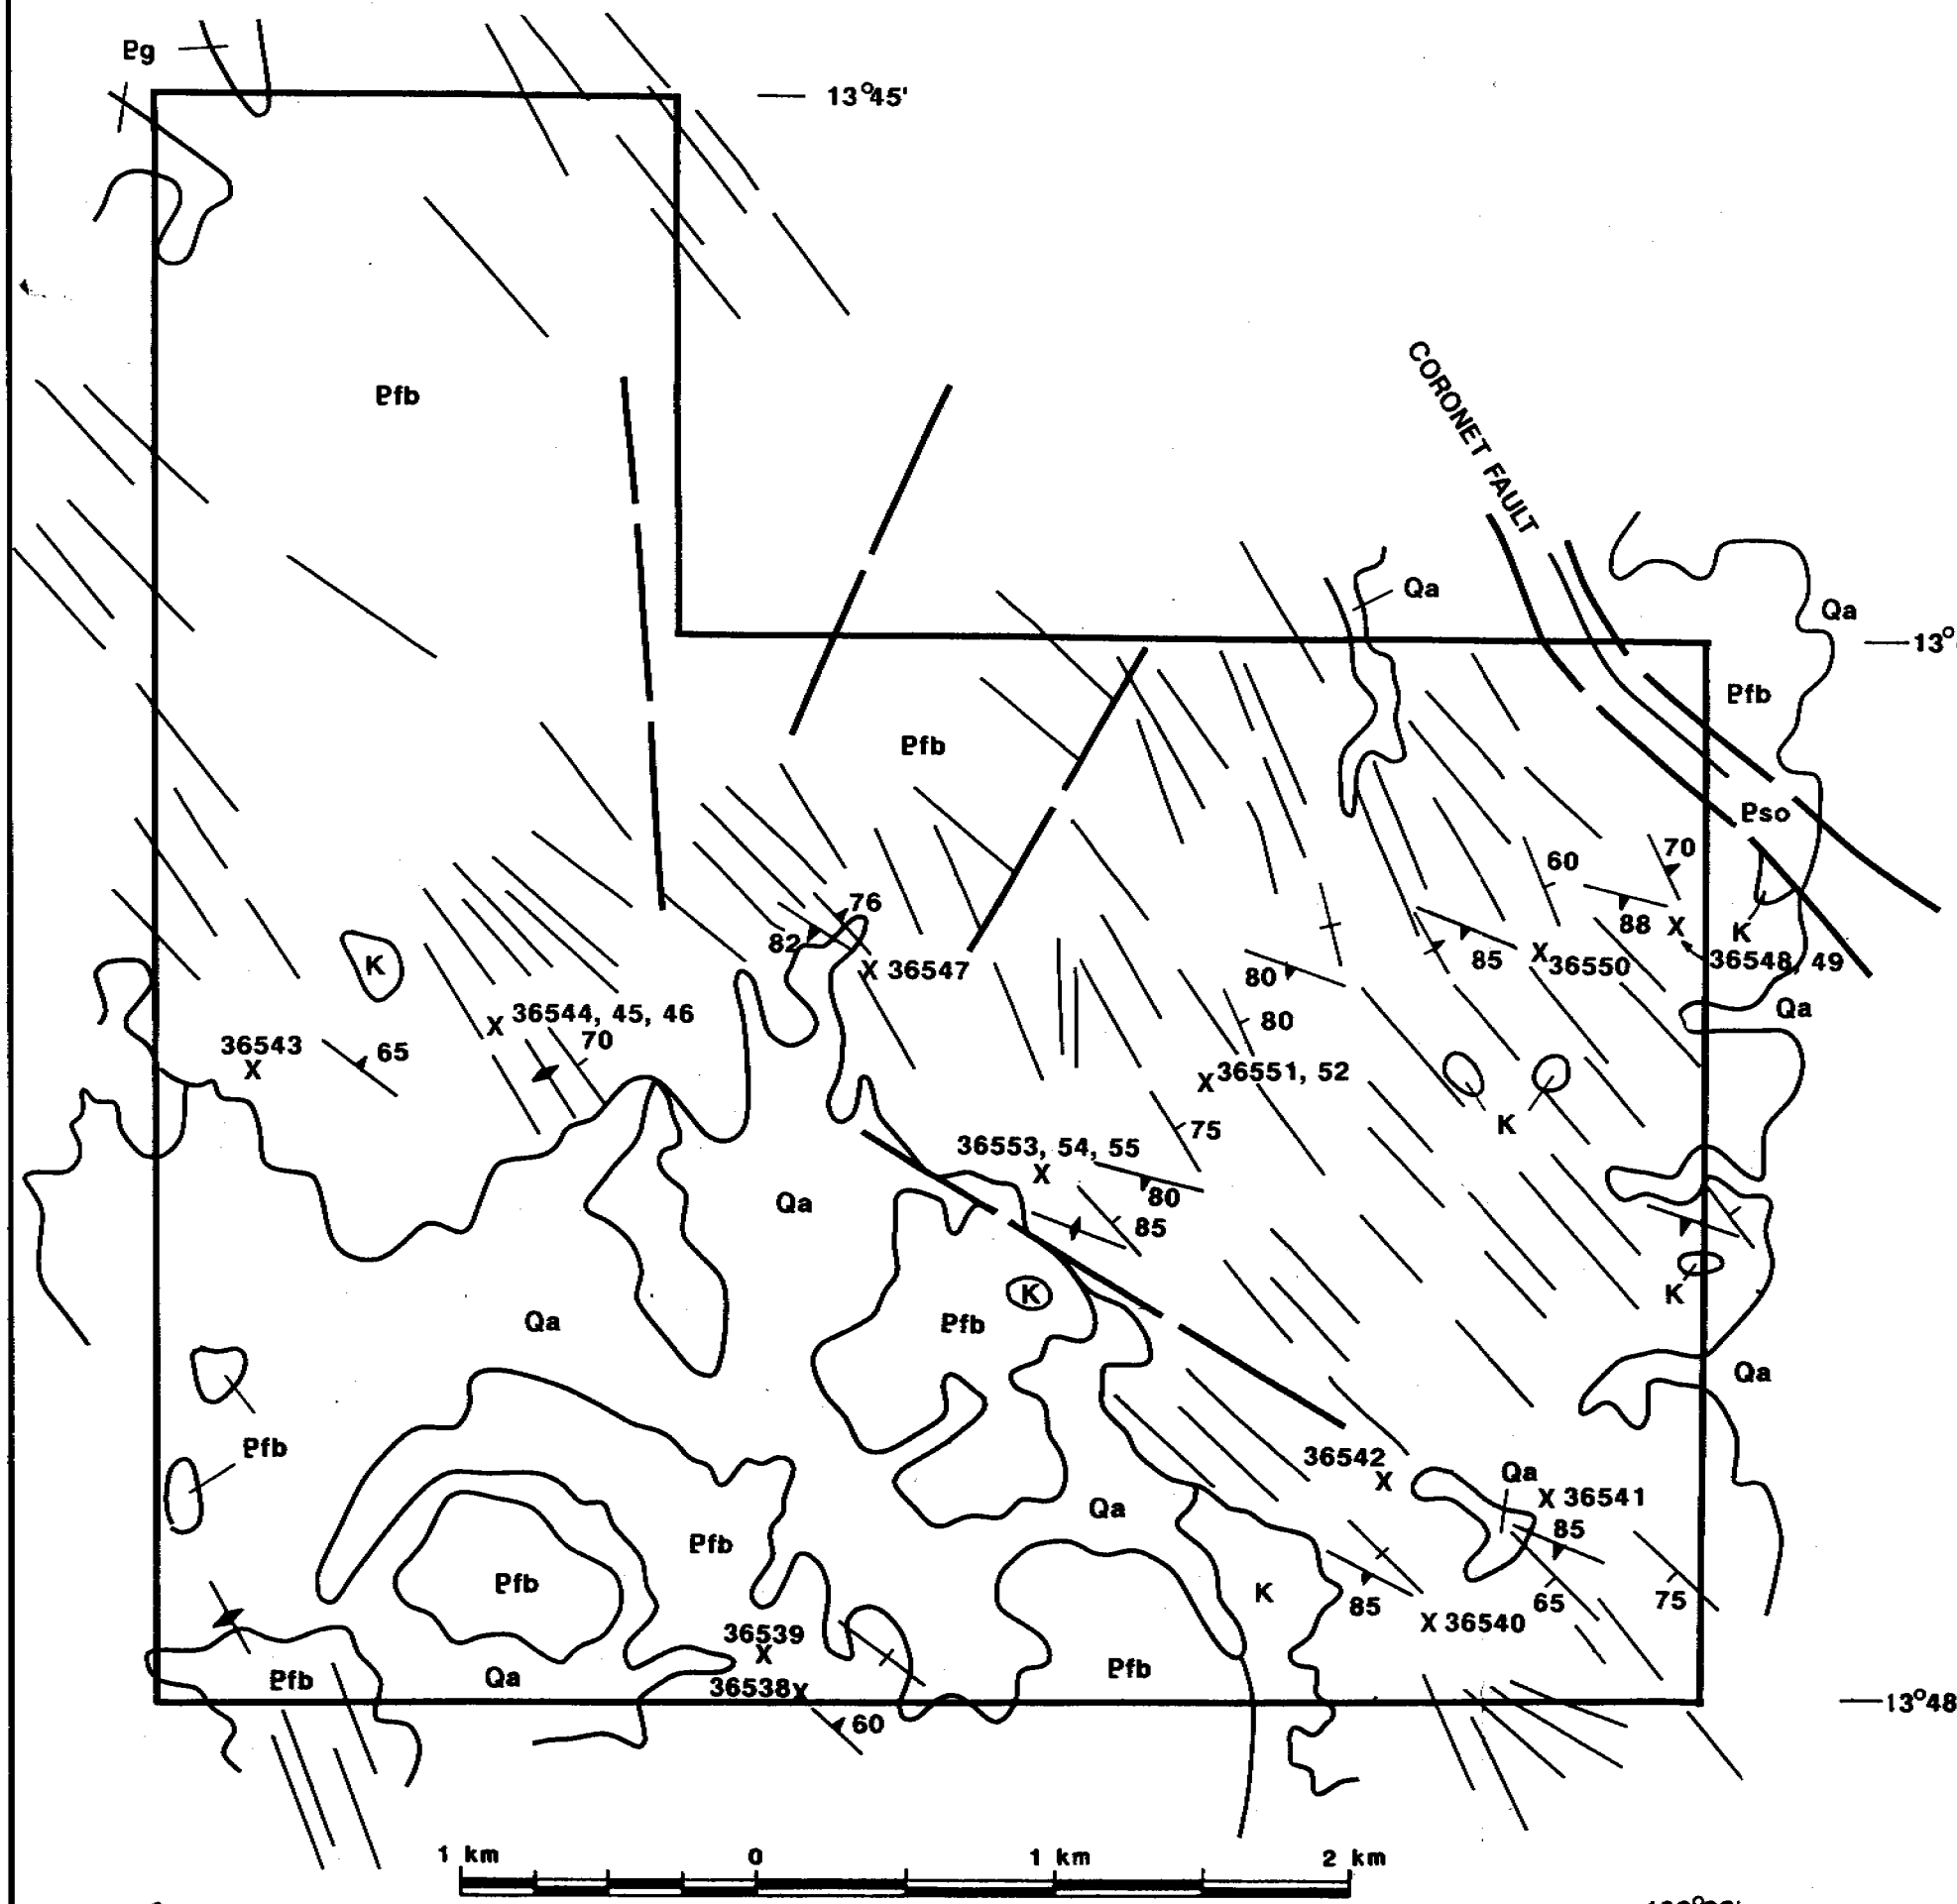 Pg
13°45'
Pfb
CORONET FAULT
Qa
Qa
13°
Pfb
Pfb
Pso
60
70
76
82
88
K
K
X 36547
85
X 36550
X
36548, 49
80
Qa
X 36544, 45, 46
80
36543
X
65
70
X 36551, 52
K
75
36553, 54, 55
X
80
Qa
85
K
K
Qa
Pfb
Qa
Pfb
36542
X
Qa
X 36541
Qa
85
Pfb
Pfb
K
85
65
75
X 36540
36539
X
Pfb
Qa
Pfb
36538 X
13°48
60
1 km
0
1 km
2 km